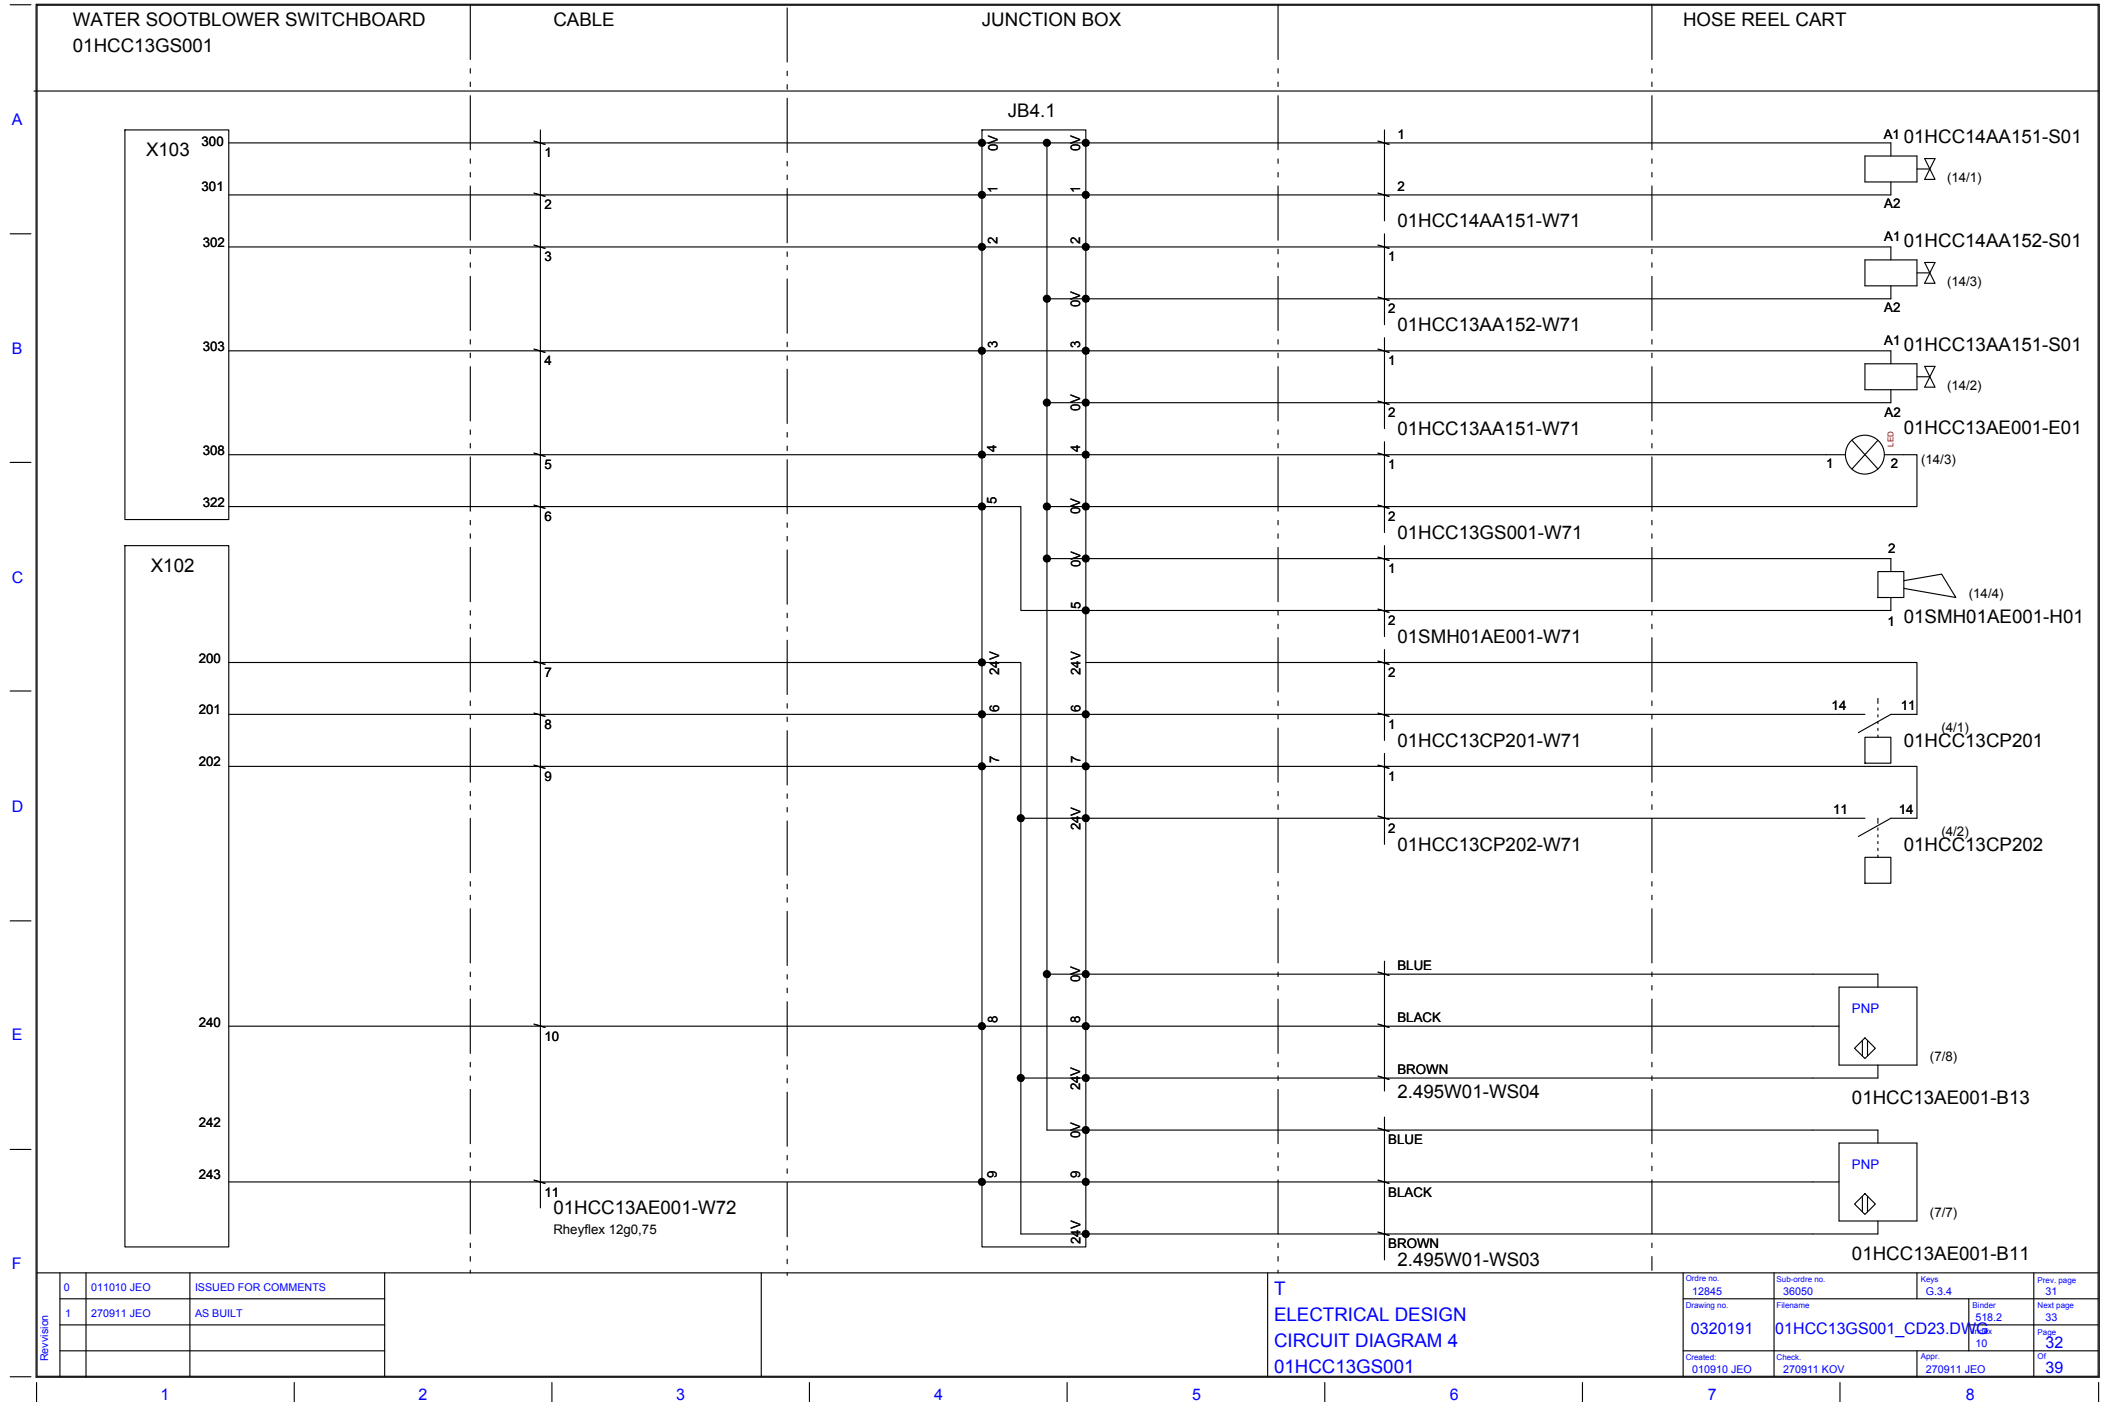 WATER SOOTBLOWER SWITCHBOARD
01HCC13GS001
CABLE
JUNCTION BOX
HOSE REEL CART
A
JB4.1
X103
300
1
0V
0V
1
A1 01HCC14AA151-S01
(14/1)
301
2
1
1
2
A2
01HCC14AA151-W71
302
3
2
2
1
A1 01HCC14AA152-S01
(14/3)
0V
2
A2
01HCC13AA152-W71
B
303
4
3
3
1
A1 01HCC13AA151-S01
(14/2)
0V
2
A2
01HCC13AA151-W71
01HCC13AE001-E01
LED
308
5
4
4
1
1
2
(14/3)
322
6
5
0V
2
01HCC13GS001-W71
C
X102
0V
1
2
(14/4)
5
2
1
01SMH01AE001-H01
01SMH01AE001-W71
200
7
24V
24V
2
201
8
6
6
1
14
11
(4/1)
01HCC13CP201-W71
01HCC13CP201
202
9
7
7
1
D
24V
2
11
14
(4/2)
01HCC13CP202-W71
01HCC13CP202
0V
BLUE
E
240
10
8
8
BLACK
PNP
(7/8)
24V
BROWN
2.495W01-WS04
01HCC13AE001-B13
242
0V
BLUE
243
11
9
9
BLACK
PNP
(7/7)
01HCC13AE001-W72
Rheyflex 12g0,75
24V
BROWN
2.495W01-WS03
01HCC13AE001-B11
F
Revvision
0 011010 JEO ISSUED FOR COMMENTS
1 270911 JEO AS BUILT
T
ELECTRICAL DESIGN
CIRCUIT DIAGRAM 4
01HCC13GS001
Ordre no.
12845
Sub-ordre no.
36050
Keys
G.3.4
Prev. page
31
Drawing no.
0320191
Filename
01HCC13GS001_CD23.DWG
Binder
518.2
10
Next page
33
Page
32
Created:
010910 JEO
Check.
270911 KOV
Appr.
270911 JEO
Of
39
1 2 3 4 5 6 7 8